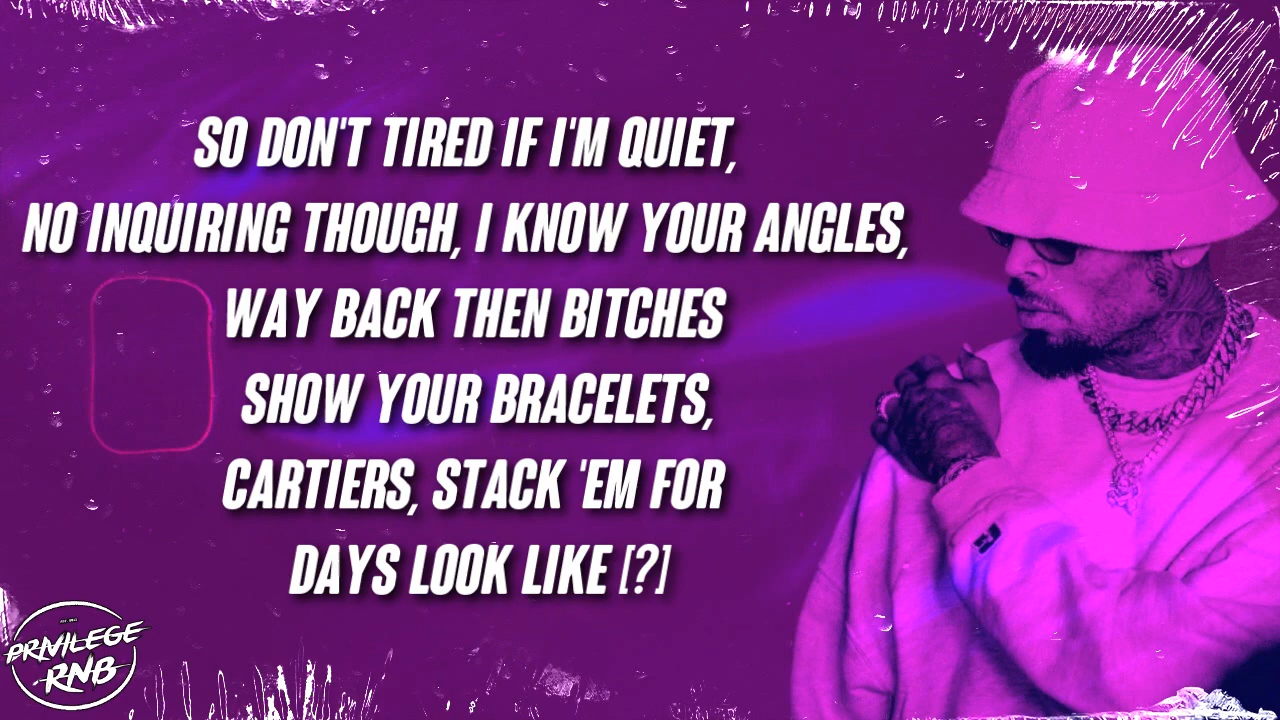 SO DON'T TIRED IF I'M QUIET,
NO INQUIRING THOUGH, I KNOW YOUR ANGLES,
WAY BACK THEN BITCHES
SHOW YOUR BRACELETS,
CARTIERS, STACK 'EM FOR
DAYS LOOK LIKE [?]
PRIVILEGE
RNB